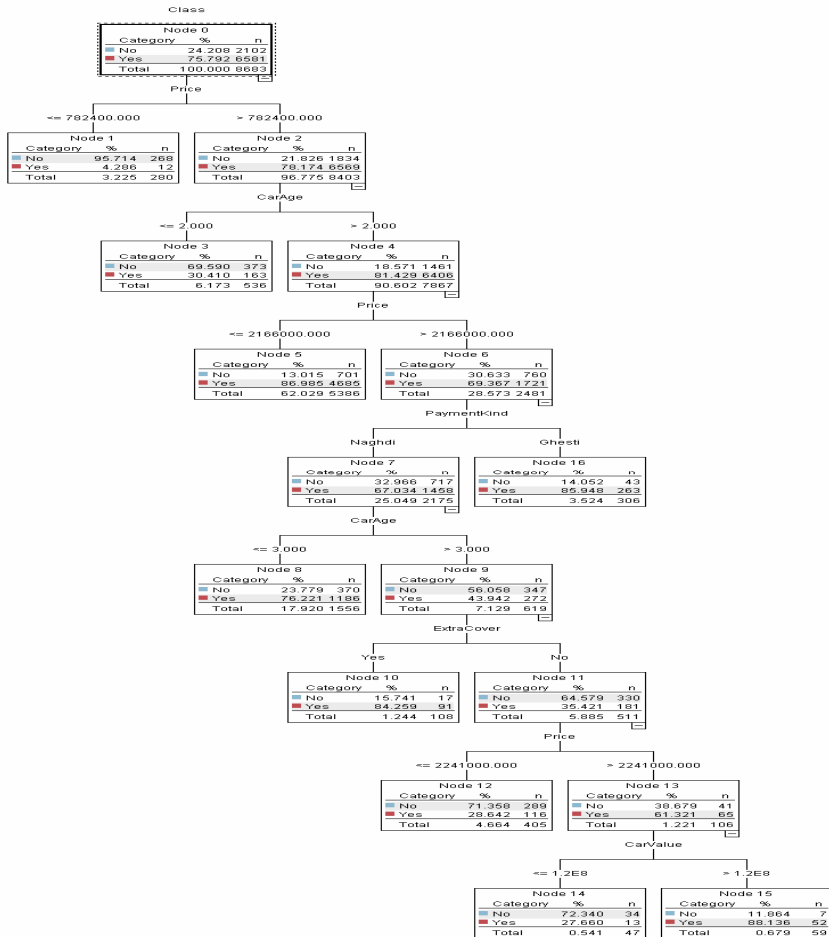 Class
Node 0
Category % n
No 24.208 2102
Yes 75.792 6581
Total 100.000 8683
Price
<= 782400.000 > 782400.000
Node 1
Category % n
No 95.714 268
Yes 4.286 12
Total 3.225 280
Node 2
Category % n
No 21.826 1834
Yes 78.174 6569
Total 96.775 8403
CarAge
<= 2.000 > 2.000
Node 3
Category % n
No 69.590 373
Yes 30.410 163
Total 6.173 536
Node 4
Category % n
No 18.571 1461
Yes 81.429 6406
Total 90.602 7867
Price
<= 2166000.000 > 2166000.000
Node 5
Category % n
No 13.015 701
Yes 86.985 4685
Total 62.029 5386
Node 6
Category % n
No 30.633 760
Yes 69.367 1721
Total 28.573 2481
PaymentKind
Naghdi Ghesti
Node 7
Category % n
No 32.966 717
Yes 67.034 1458
Total 25.049 2175
Node 16
Category % n
No 14.052 43
Yes 85.948 263
Total 3.524 306
CarAge
<= 3.000 > 3.000
Node 8
Category % n
No 23.779 370
Yes 76.221 1186
Total 17.920 1556
Node 9
Category % n
No 56.058 347
Yes 43.942 272
Total 7.129 619
ExtraCover
Yes No
Node 10
Category % n
No 15.741 17
Yes 84.259 91
Total 1.244 108
Node 11
Category % n
No 64.579 330
Yes 35.421 181
Total 5.885 511
Price
<= 2241000.000 > 2241000.000
Node 12
Category % n
No 71.358 289
Yes 28.642 116
Total 4.664 405
Node 13
Category % n
No 38.679 41
Yes 61.321 65
Total 1.221 106
CarValue
<= 1.2E8 > 1.2E8
Node 14
Category % n
No 72.340 34
Yes 27.660 13
Total 0.541 47
Node 15
Category % n
No 11.864 7
Yes 88.136 52
Total 0.679 59